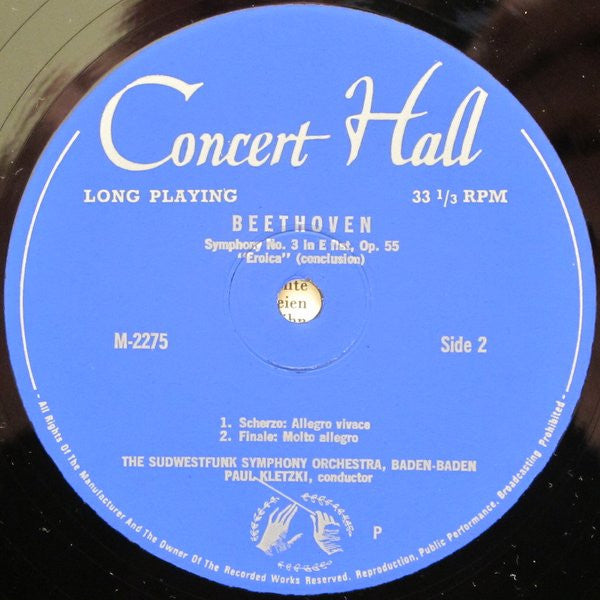 Concert Hall
LONG PLAYING 33 1/3 RPM
BEETHOVEN
Symphony No. 3 in E flat, Op. 55
"Eroica" (conclusion)
eien
M-2275 Side 2
1. Scherzo: Allegro vivace
2. Finale: Molto allegro
THE SUDWESTFUNK SYMPHONY ORCHESTRA, BADEN-BADEN
PAUL KLETZKI, conductor
P
- All Rights Of The Manufacturer And The Owner Of The Recorded Works Reserved. Reproduction, Public Performance, Broadcasting Prohibited -